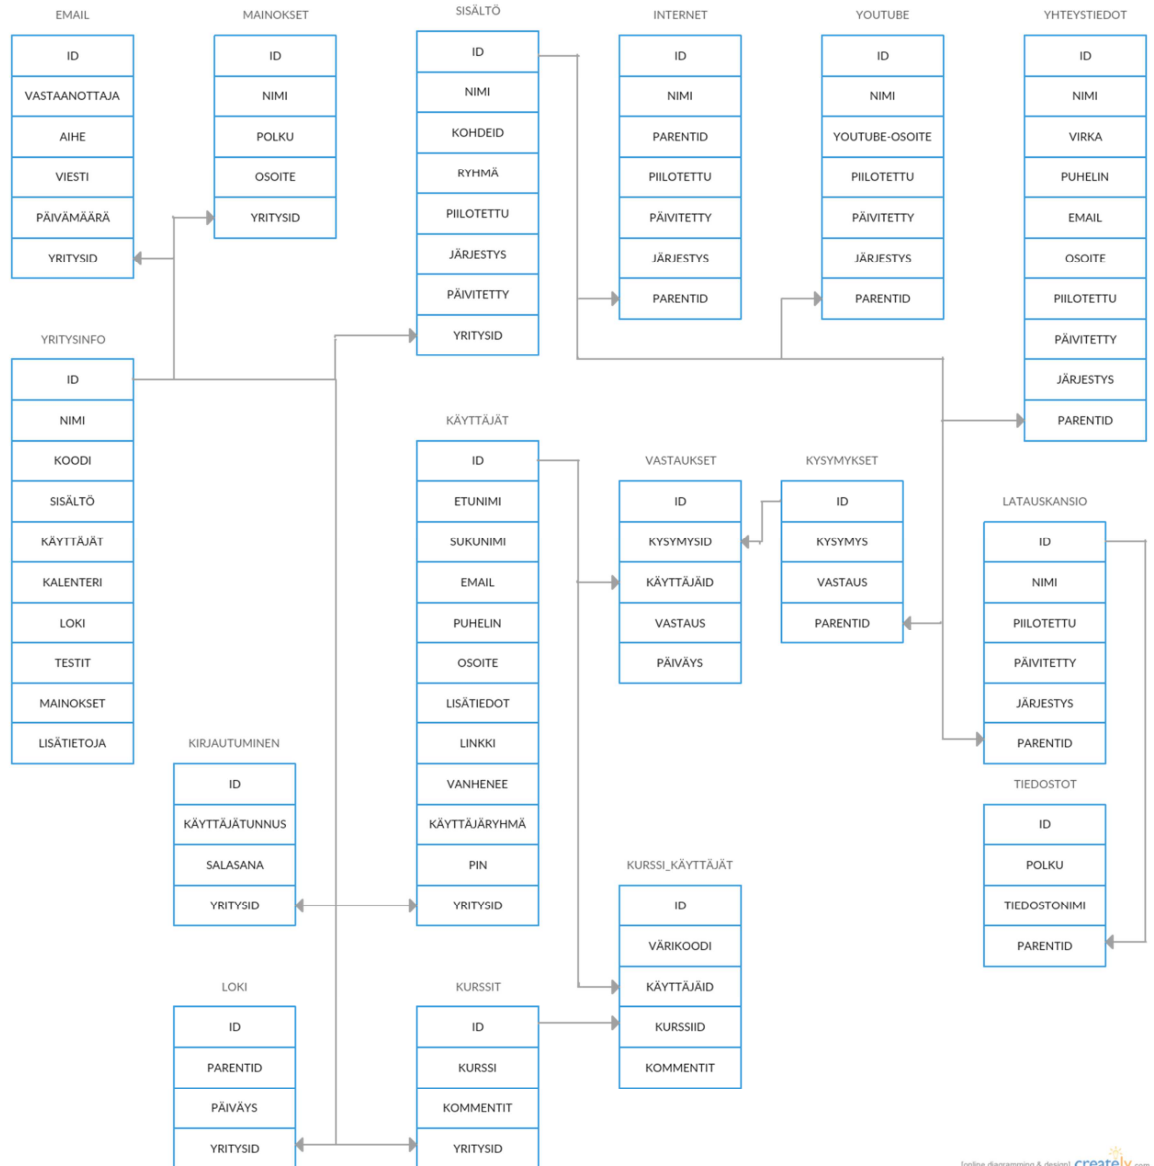 EMAIL
ID
VASTAANOTTAJA
AIHE
VIESTI
PÄIVÄMÄÄRÄ
YRITYSID
MAINOKSET
ID
NIMI
POLKU
OSOITE
YRITYSID
SISÄLTÖ
ID
NIMI
KOHDEID
RYHMÄ
PIILOTETTU
JÄRJESTYS
PÄIVITETTY
YRITYSID
INTERNET
ID
NIMI
PARENTID
PIILOTETTU
PÄIVITETTY
JÄRJESTYS
PARENTID
YOUTUBE
ID
NIMI
YOUTUBE-OSOITE
PIILOTETTU
PÄIVITETTY
JÄRJESTYS
PARENTID
YHTEYSTIEDOT
ID
NIMI
VIRKA
PUHELIN
EMAIL
OSOITE
PIILOTETTU
PÄIVITETTY
JÄRJESTYS
PARENTID
YRITYSINFO
ID
NIMI
KOODI
SISÄLTÖ
KÄYTTÄJÄT
KALENTERI
LOKI
TESTIT
MAINOKSET
LISÄTIETOJA
KÄYTTÄJÄT
ID
ETUNIMI
SUKUNIMI
EMAIL
PUHELIN
OSOITE
LISÄTIEDOT
LINKKI
VANHENEE
KÄYTTÄJÄRYHMÄ
PIN
YRITYSID
VASTAUKSET
ID
KYSYMYSID
KÄYTTÄJÄID
VASTAUS
PÄIVÄYS
KYSYMYKSET
ID
KYSYMYS
VASTAUS
PARENTID
LATAUSKANSIO
ID
NIMI
PIILOTETTU
PÄIVITETTY
JÄRJESTYS
PARENTID
KIRJAUTUMINEN
ID
KÄYTTÄJÄTUNNUS
SALASANA
YRITYSID
TIEDOSTOT
ID
POLKU
TIEDOSTONIMI
PARENTID
KURSSI_KÄYTTÄJÄT
ID
VÄRIKOODI
KÄYTTÄJÄID
KURSSIID
KOMMENTIT
LOKI
ID
PARENTID
PÄIVÄYS
YRITYSID
KURSSIT
ID
KURSSI
KOMMENTIT
YRITYSID
[online diagramming & design] creately.com